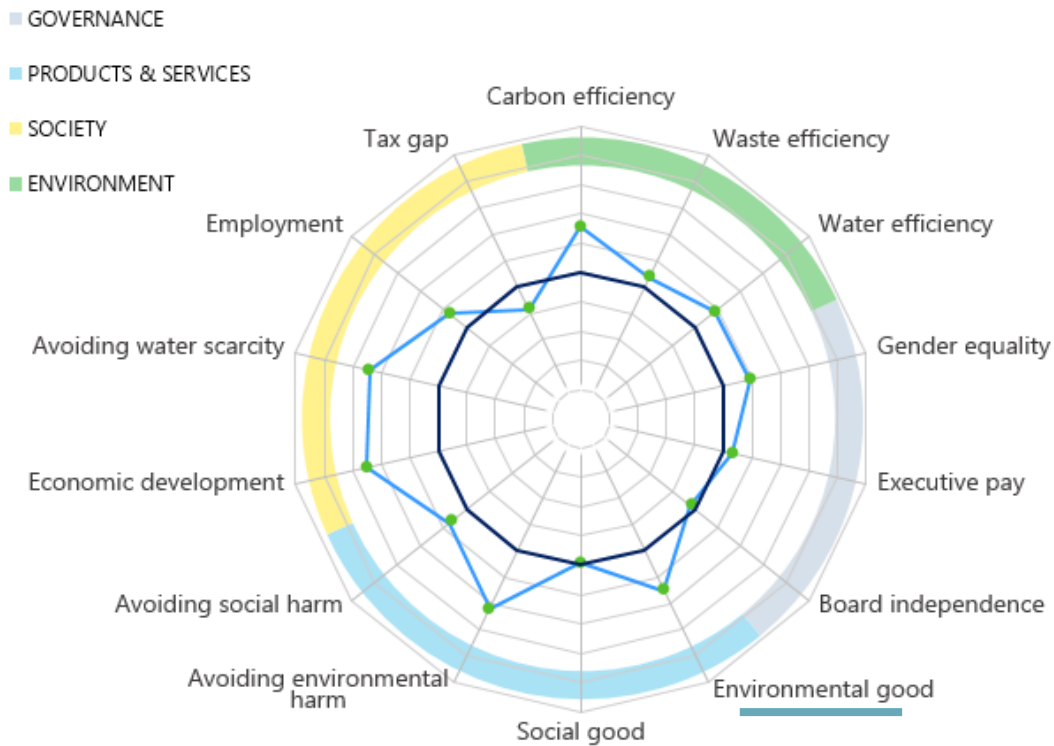 GOVERNANCE
PRODUCTS & SERVICES
SOCIETY
ENVIRONMENT
Carbon efficiency
Waste efficiency
Water efficiency
Gender equality
Executive pay
Board independence
Environmental good
Social good
Avoiding environmental
harm
Avoiding social harm
Economic development
Avoiding water scarcity
Employment
Tax gap